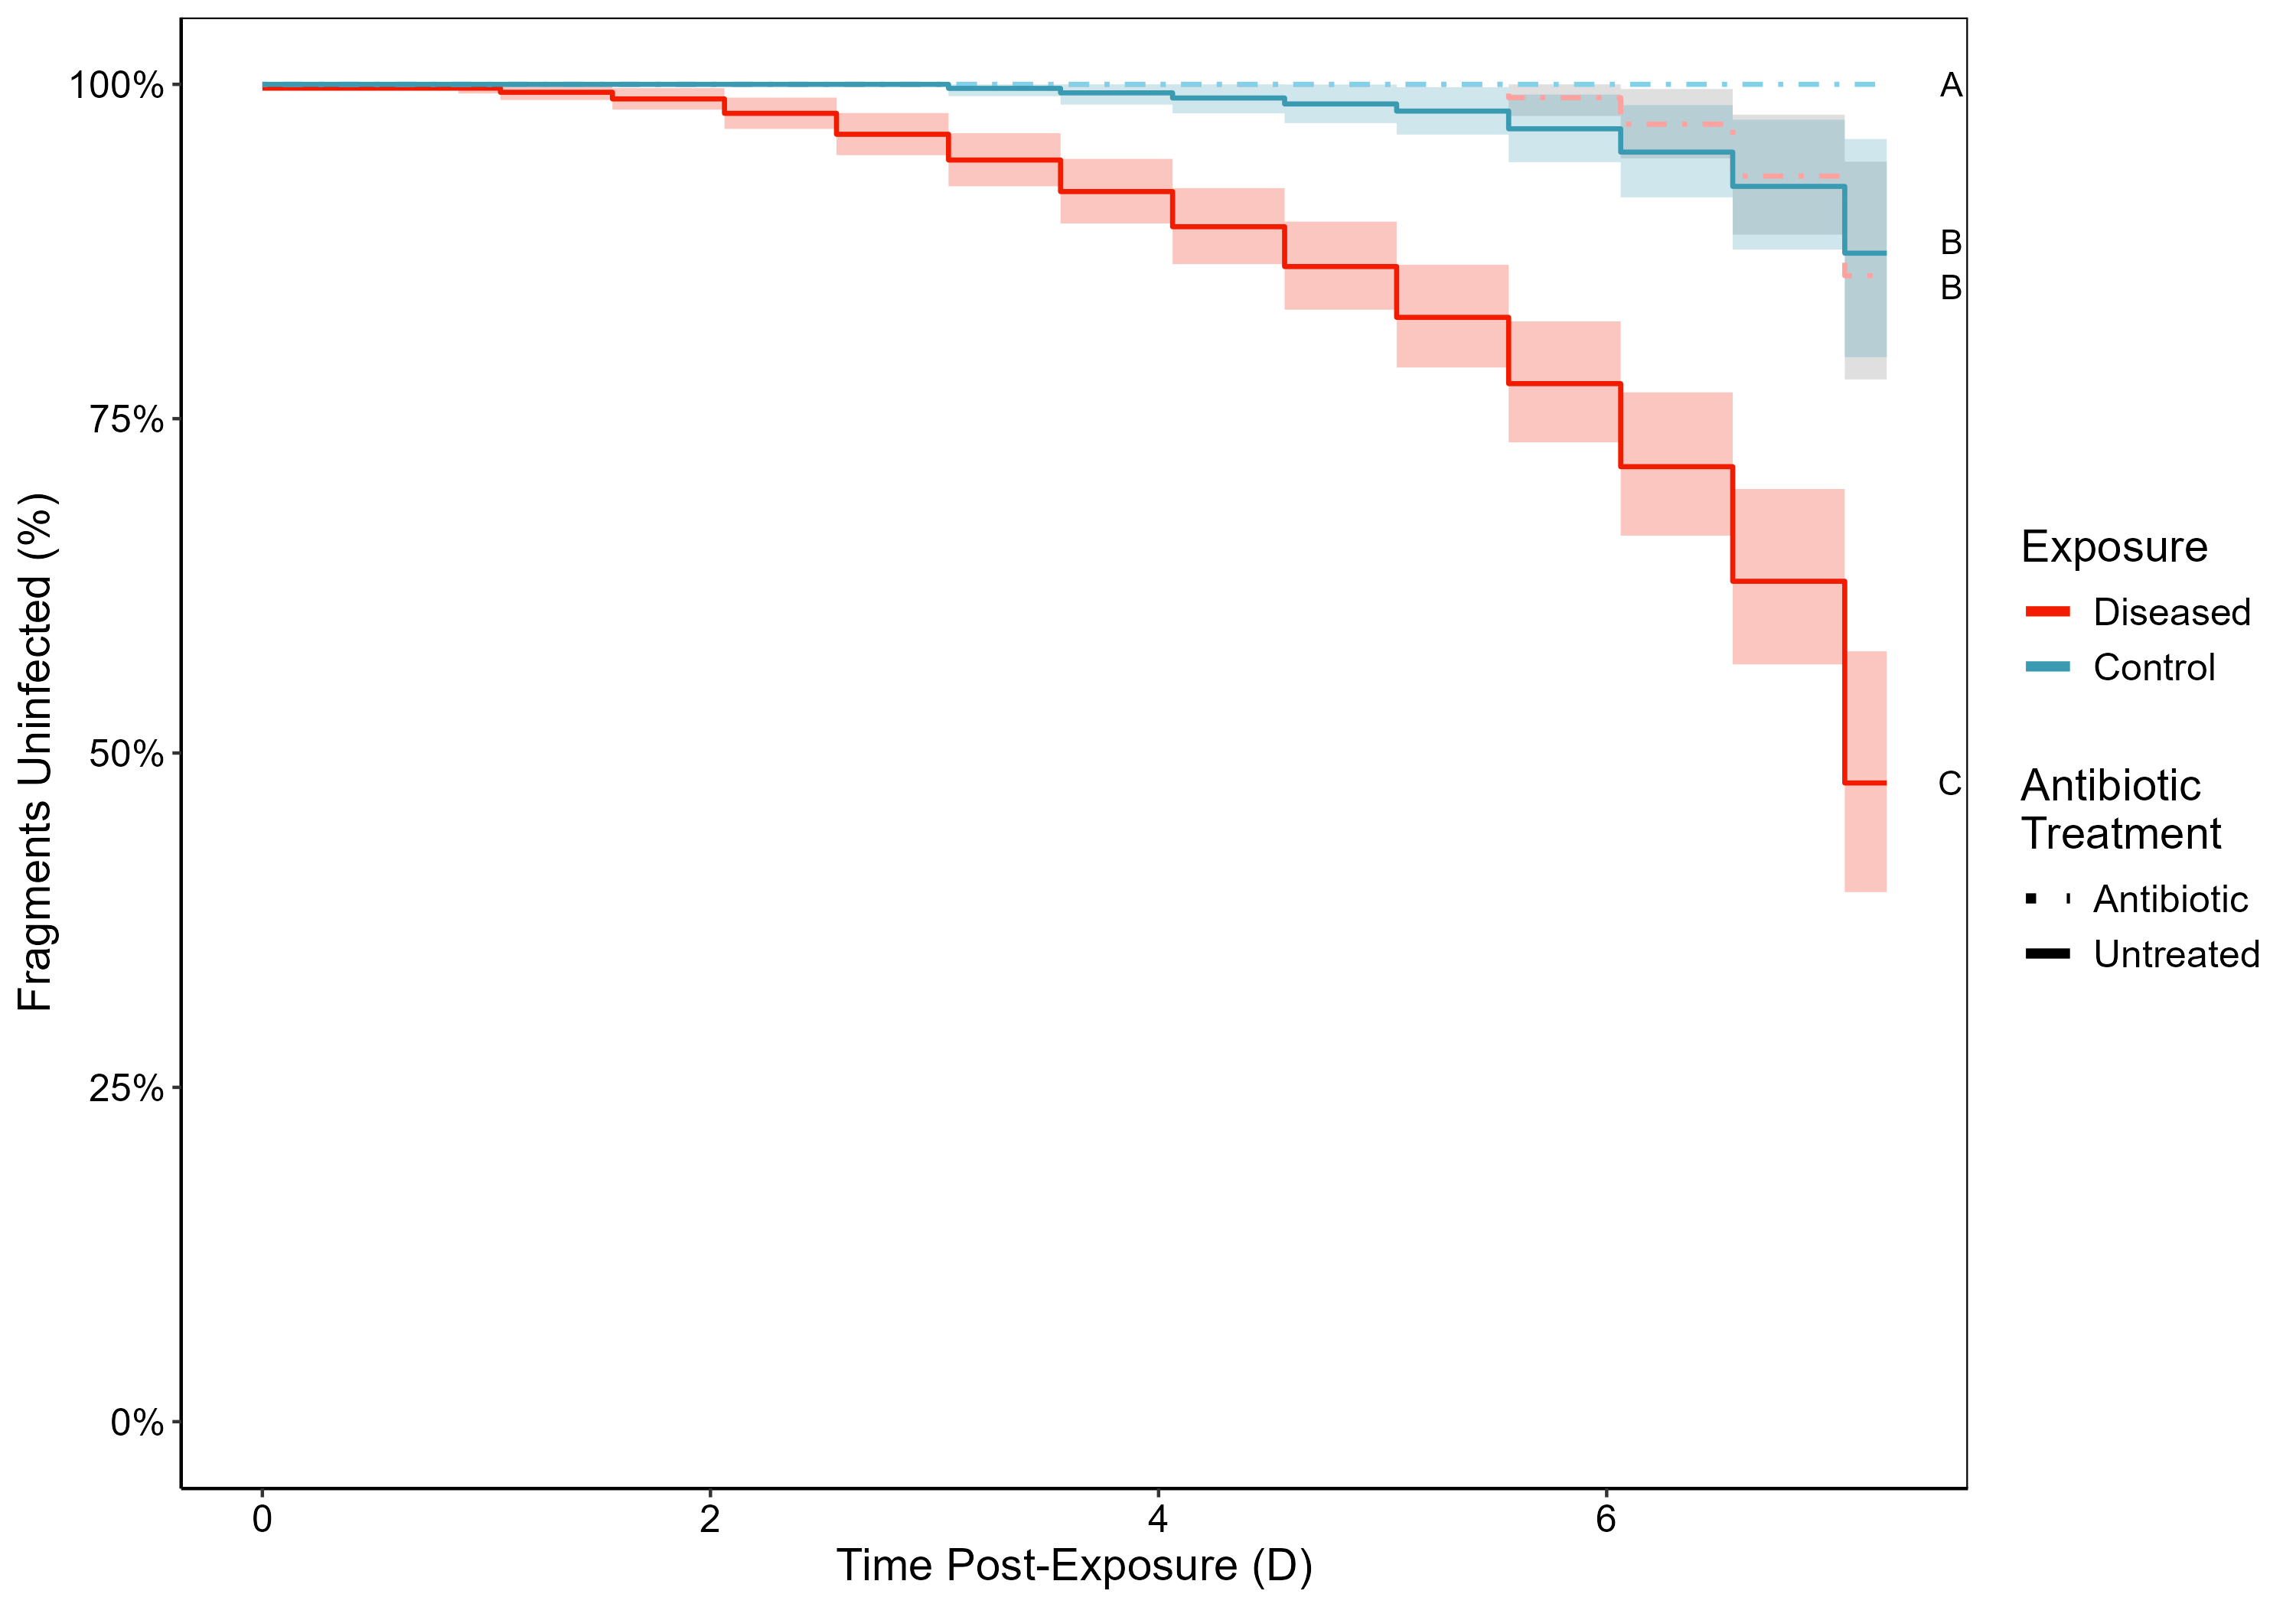 100%
75%
50%
25%
0%
Fragments Uninfected (%)
0
2
4
6
Time Post-Exposure (D)
A
B
B
C
Exposure
Diseased
Control
Antibiotic
Treatment
Antibiotic
Untreated